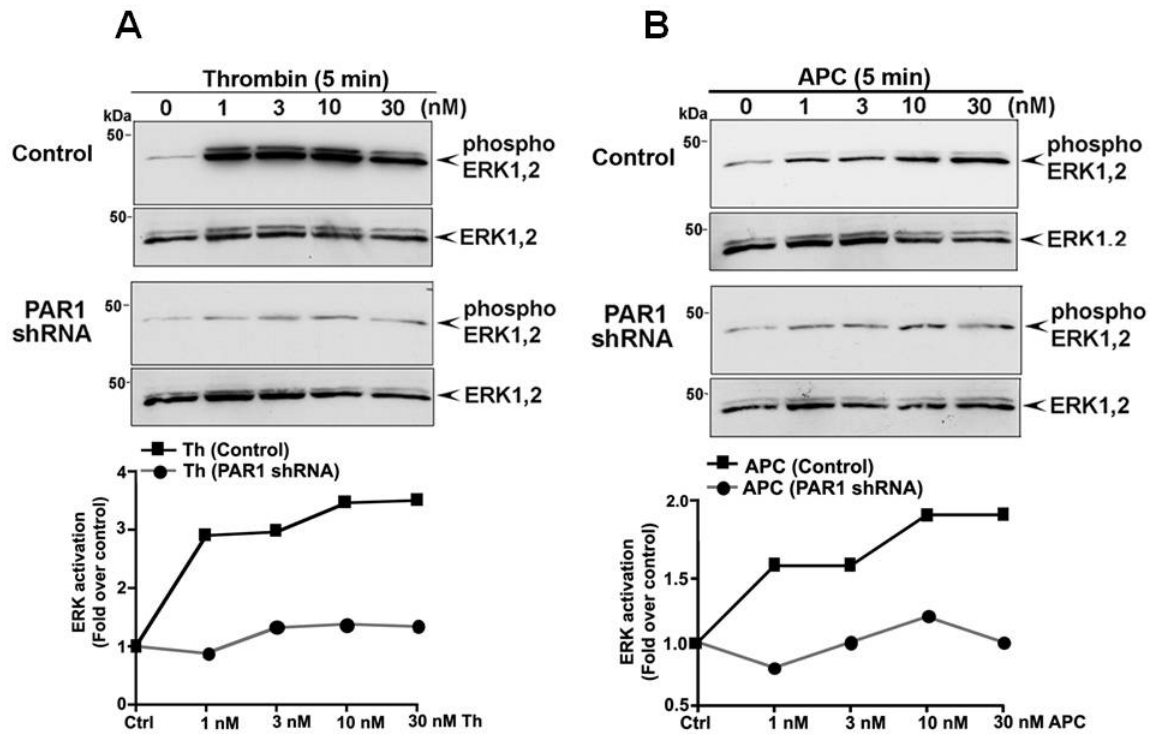 A
Thrombin (5 min)
kDa 0 1 3 10 30 (nM)
Control
50
phospho
ERK1,2
50
ERK1,2
PAR1
shRNA
50
phospho
ERK1,2
50
ERK1,2
Th (Control)
Th (PAR1 shRNA)
ERK activation
(Fold over control)
4
3
2
1
0
Ctrl 1 nM 3 nM 10 nM 30 nM Th
B
APC (5 min)
kDa 0 1 3 10 30 (nM)
Control
50
phospho
ERK1,2
50
ERK1.2
PAR1
shRNA
50
phospho
ERK1,2
50
ERK1,2
APC (Control)
APC (PAR1 shRNA)
ERK activation
(Fold over control)
2.0
1.5
1.0
0.5
Ctrl 1 nM 3 nM 10 nM 30 nM APC